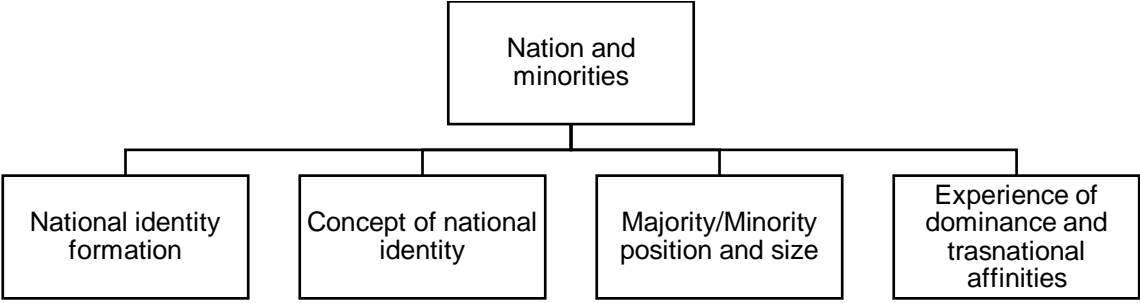 Nation and
minorities
National identity
formation
Concept of national
identity
Majority/Minority
position and size
Experience of
dominance and
trasnational
affinities